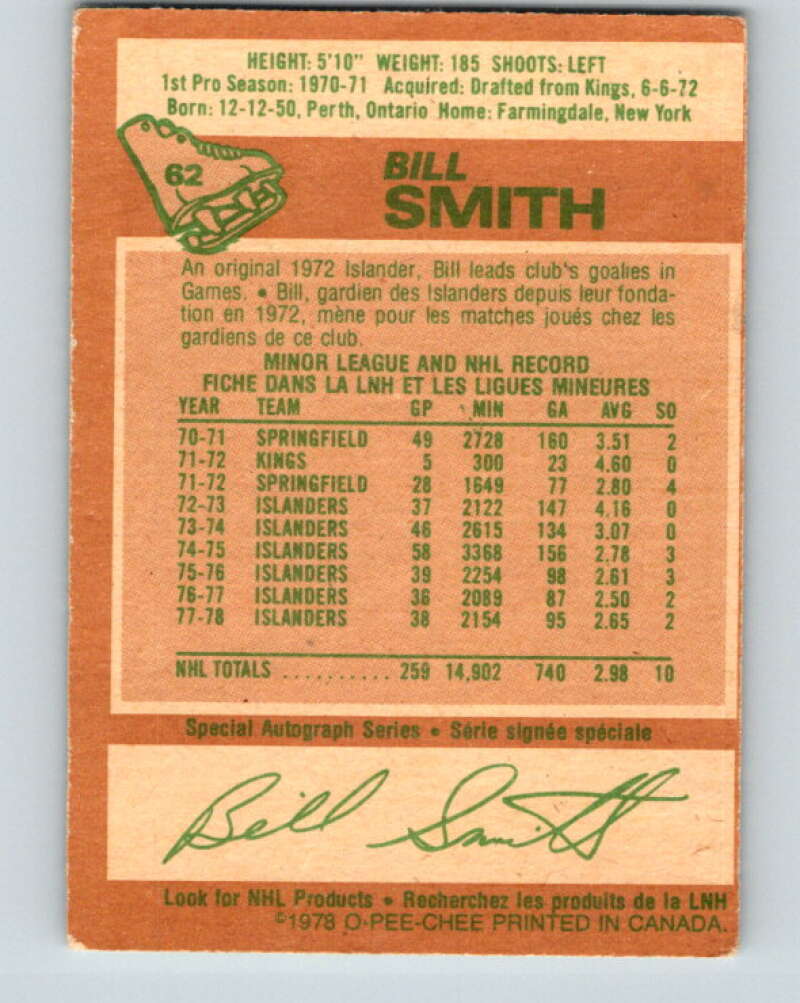 HEIGHT: 5'10" WEIGHT: 185 SHOOTS: LEFT
1st Pro Season: 1970-71 Acquired: Drafted from Kings, 6-6-72
Born: 12-12-50, Perth, Ontario Home: Farmingdale, New York
62
BILL
SMITH
An original 1972 Islander, Bill leads club's goalies in
Games. • Bill, gardien des Islanders depuis leur fonda-
tion en 1972, mène pour les matches joués chez les
gardiens de ce club.
MINOR LEAGUE AND NHL RECORD
FICHE DANS LA LNH ET LES LIGUES MINEURES
YEAR TEAM GP MIN GA AVG SO
70-71 SPRINGFIELD 49 2728 160 3.51 2
71-72 KINGS 5 300 23 4.60 0
71-72 SPRINGFIELD 28 1649 77 2.80 4
72-73 ISLANDERS 37 2122 147 4.16 0
73-74 ISLANDERS 46 2615 134 3.07 0
74-75 ISLANDERS 58 3368 156 2.78 3
75-76 ISLANDERS 39 2254 98 2.61 3
76-77 ISLANDERS 36 2089 87 2.50 2
77-78 ISLANDERS 38 2154 95 2.65 2
NHL TOTALS .......... 259 14,902 740 2.98 10
Special Autograph Series • Série signée spéciale
Bill Smith
Look for NHL Products • Recherchez les produits de la LNH
©1978 O-PEE-CHEE PRINTED IN CANADA.